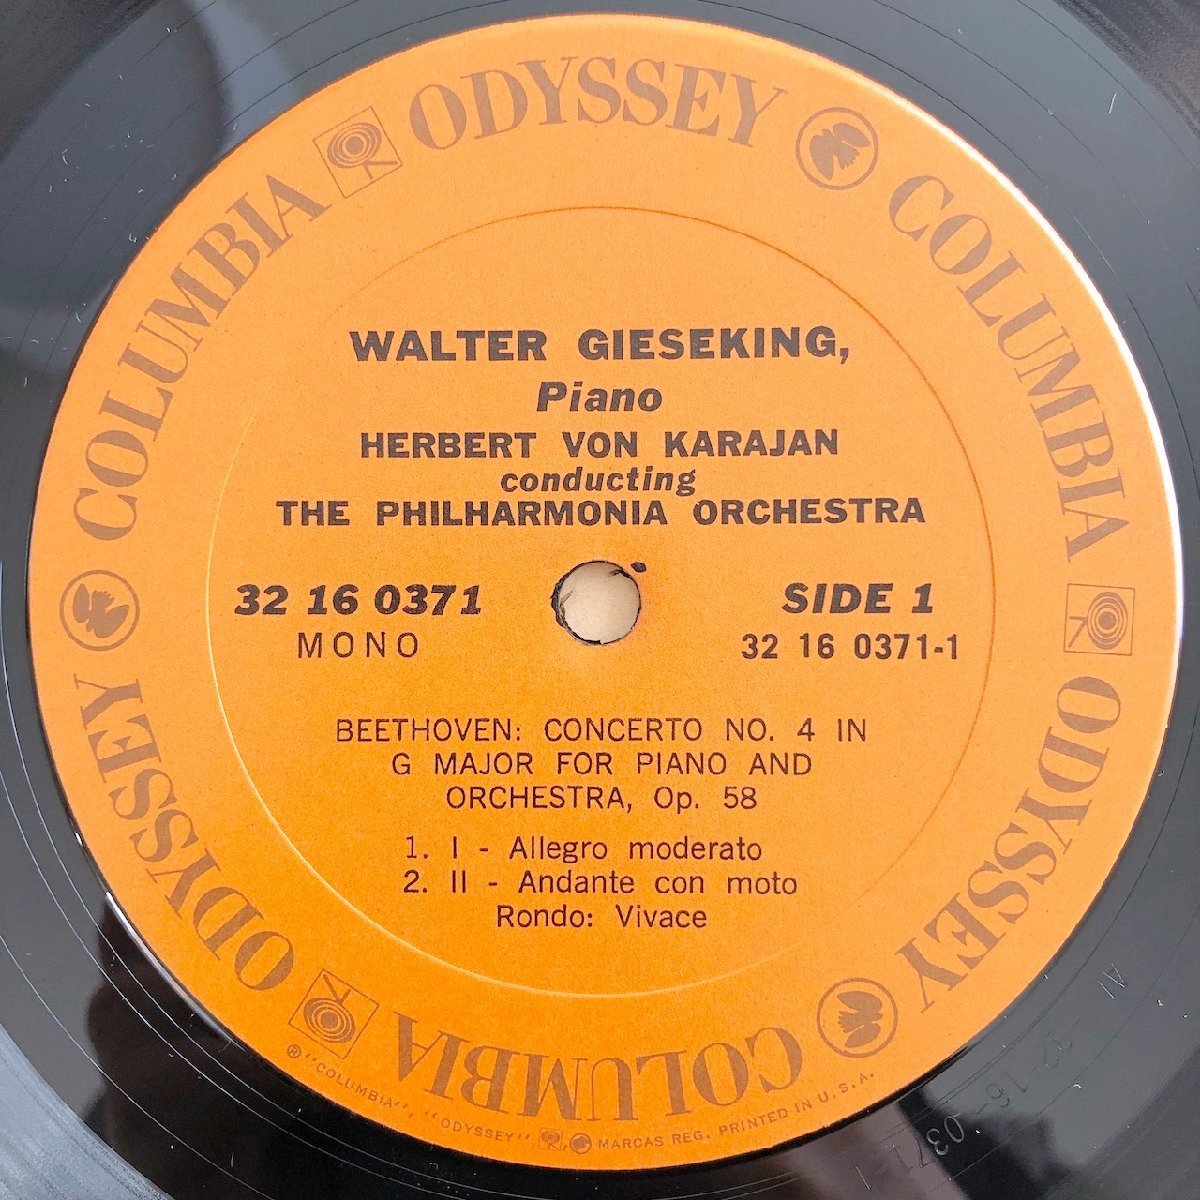 ODYSSEY
COLUMBIA
ODYSSEY
COLUMBIA
ODYSSEY
COLUMBIA
WALTER GIESEKING,
Piano
HERBERT VON KARAJAN
conducting
THE PHILHARMONIA ORCHESTRA
32 16 0371
MONO
SIDE 1
32 16 0371-1
BEETHOVEN: CONCERTO NO. 4 IN
G MAJOR FOR PIANO AND
ORCHESTRA, Op. 58
1. I - Allegro moderato
2. II - Andante con moto
Rondo: Vivace
® "COLUMBIA", "ODYSSEY" MARCAS REG. PRINTED IN U.S.A.